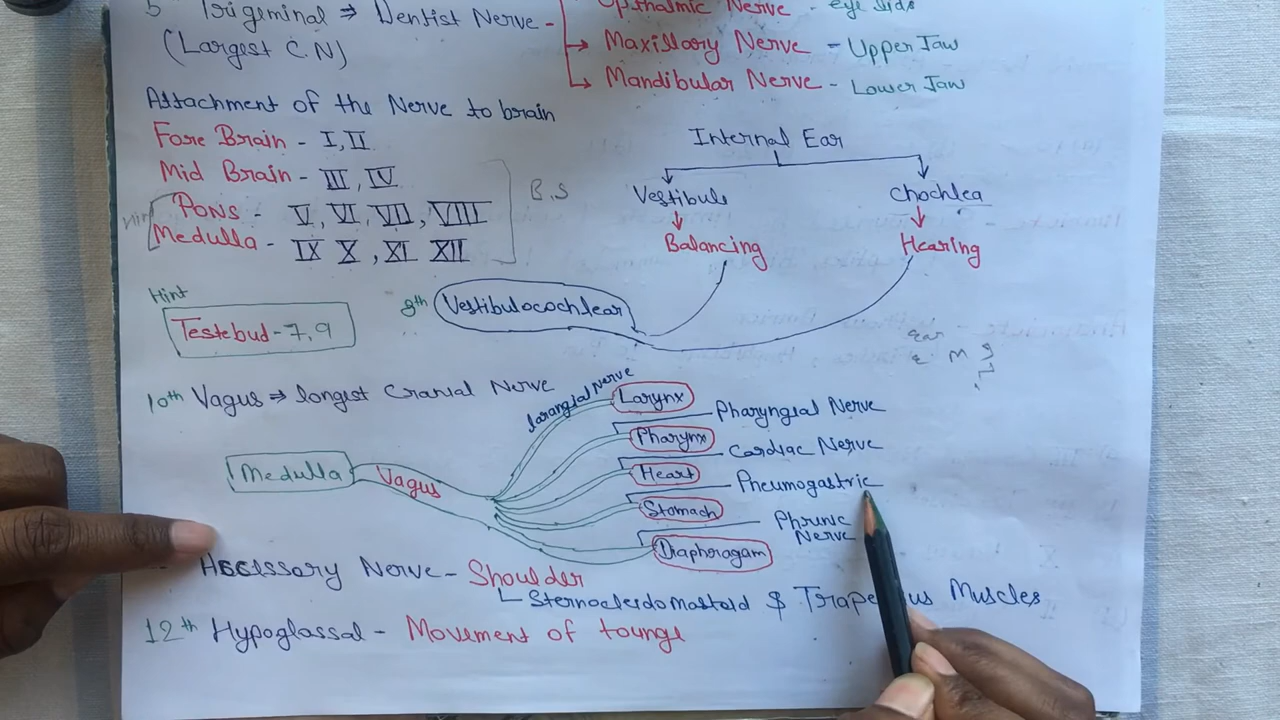 5 Trigeminal ⇒ Dentist Nerve -
(Largest C.N)
Opthalmic Nerve - eye lids
→ Maxillary Nerve - Upper Jaw
→ Mandibular Nerve - Lower Jaw
Attachment of the Nerve to brain
Fore Brain - I, II
Mid Brain - III, IV
Pons - V, VI, VII, VIII
Medulla - IX X, XI XII
B.S
Internal Ear
Vestibule
Chochlea
Balancing
Hearing
8th Vestibulocochlear
Hint
Testebud - 7, 9
ear
10th Vagus ⇒ longest Cranial Nerve
Medulla
Vagus
larangial Nerve
Larynx
Pharyngial Nerve
Pharynx
Cardiac Nerve
Heart
Pneumogastric
Stomach
Phrunic
Nerve
Diaphragam
Accessory Nerve - Shoulder
Sternocleidomastoid & Muscles
12th Hypoglossal - Movement of tounge